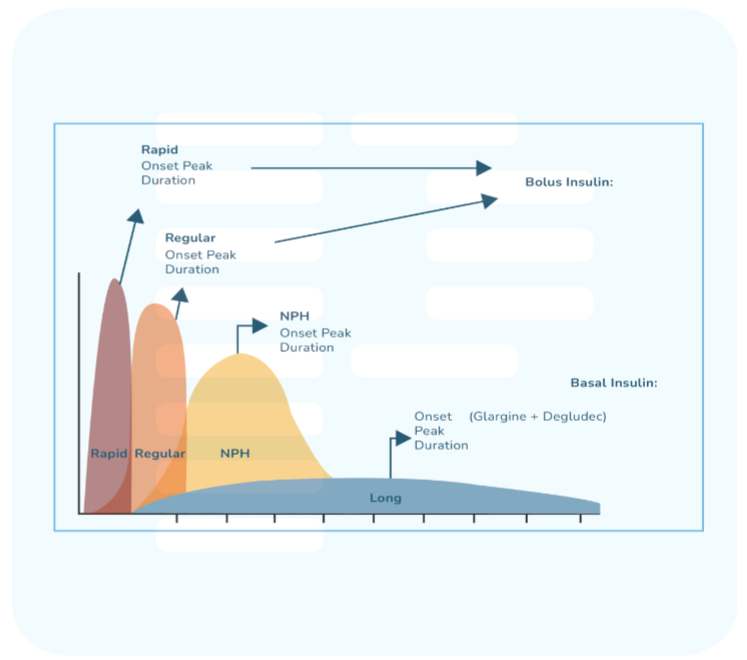 Rapid
Onset Peak
Duration
Bolus Insulin:
Regular
Onset Peak
Duration
NPH
Onset Peak
Duration
Basal Insulin:
Onset (Glargine + Degludec)
Peak
Duration
Rapid Regular NPH
Long